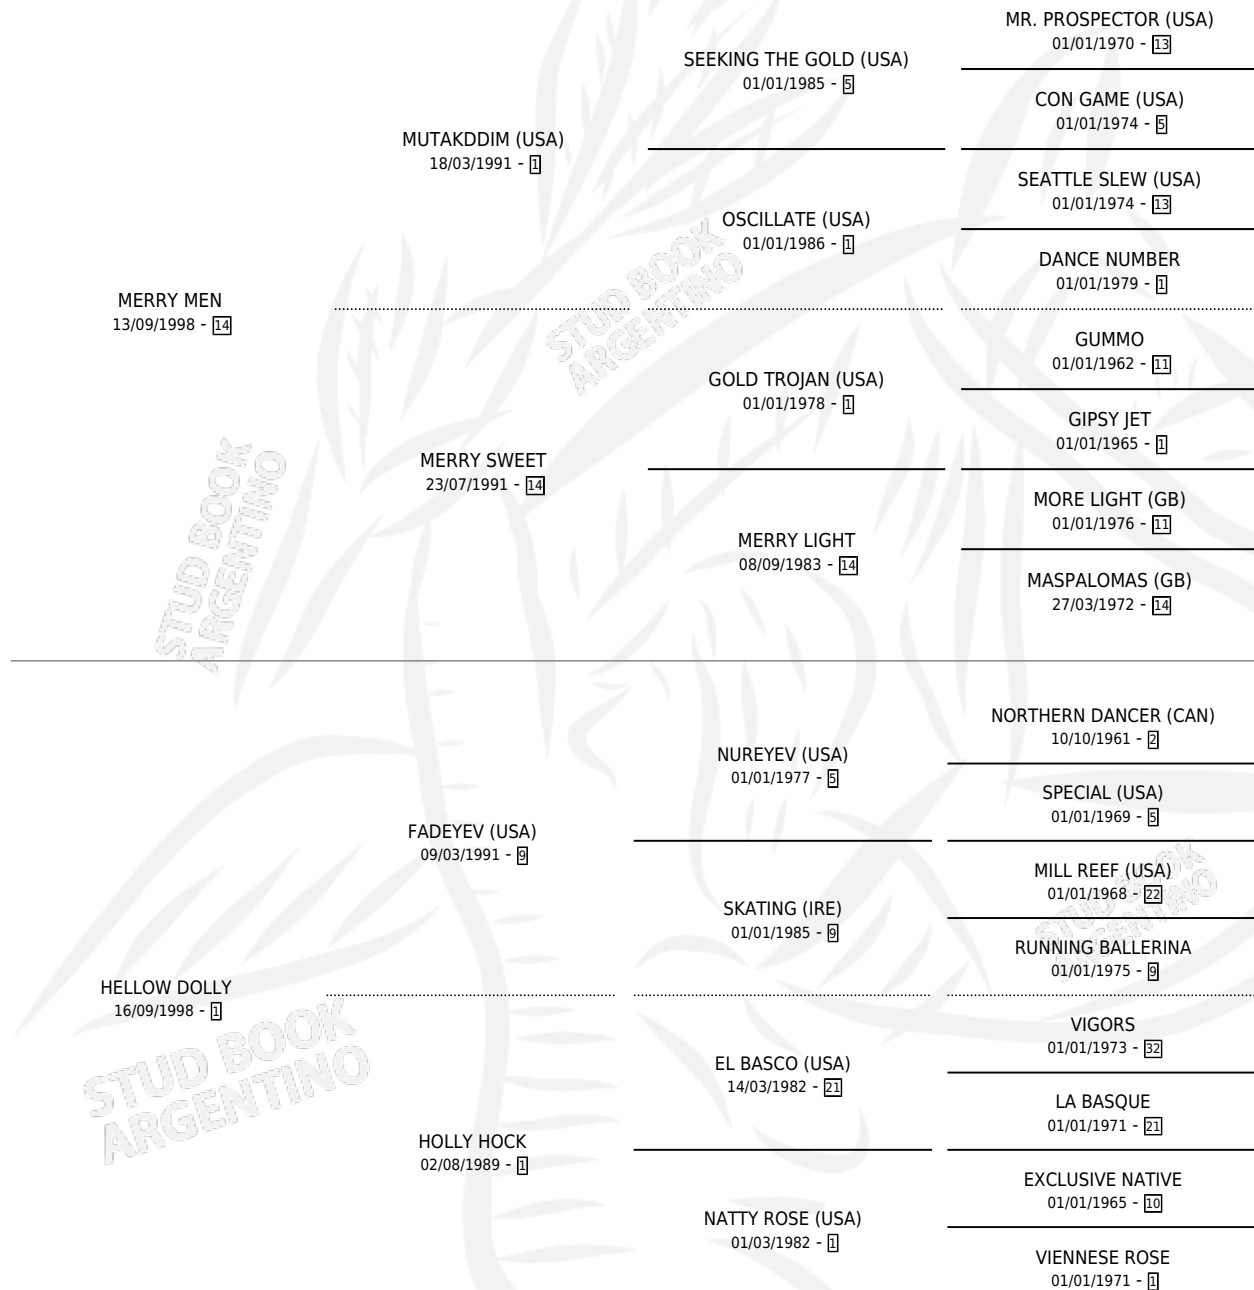 MR. PROSPECTOR (USA)
01/01/1970 - 13
SEEKING THE GOLD (USA)
01/01/1985 - 5
CON GAME (USA)
01/01/1974 - 5
MUTAKDDIM (USA)
18/03/1991 - 1
SEATTLE SLEW (USA)
01/01/1974 - 13
OSCILLATE (USA)
01/01/1986 - 1
DANCE NUMBER
01/01/1979 - 1
MERRY MEN
13/09/1998 - 14
GUMMO
01/01/1962 - 11
GOLD TROJAN (USA)
01/01/1978 - 1
GIPSY JET
01/01/1965 - 1
MERRY SWEET
23/07/1991 - 14
MORE LIGHT (GB)
01/01/1976 - 11
MERRY LIGHT
08/09/1983 - 14
MASPALOMAS (GB)
27/03/1972 - 14
NORTHERN DANCER (CAN)
10/10/1961 - 2
NUREYEV (USA)
01/01/1977 - 5
SPECIAL (USA)
01/01/1969 - 5
FADEYEV (USA)
09/03/1991 - 9
MILL REEF (USA)
01/01/1968 - 22
SKATING (IRE)
01/01/1985 - 9
RUNNING BALLERINA
01/01/1975 - 9
HELLOW DOLLY
16/09/1998 - 1
VIGORS
01/01/1973 - 32
EL BASCO (USA)
14/03/1982 - 21
LA BASQUE
01/01/1971 - 21
HOLLY HOCK
02/08/1989 - 1
EXCLUSIVE NATIVE
01/01/1965 - 10
NATTY ROSE (USA)
01/03/1982 - 1
VIENNESE ROSE
01/01/1971 - 1
STUD BOOK
ARGENTINO
STUD BOOK
ARGENTINO
STUD BOOK
ARGENTINO
STUD BOOK
ARGENTINO